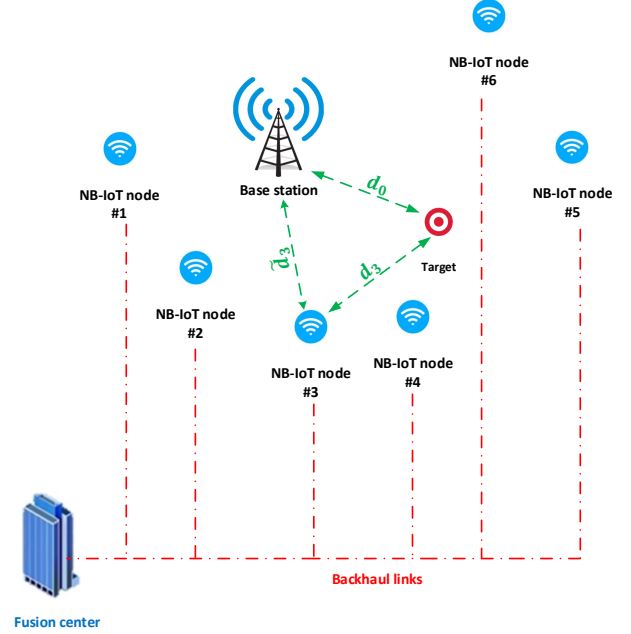 NB-IoT node
#6
Base station
NB-IoT node
#1
d₀
NB-IoT node
#5
d̃₃
d₃
Target
NB-IoT node
#2
NB-IoT node
#3
NB-IoT node
#4
Backhaul links
Fusion center